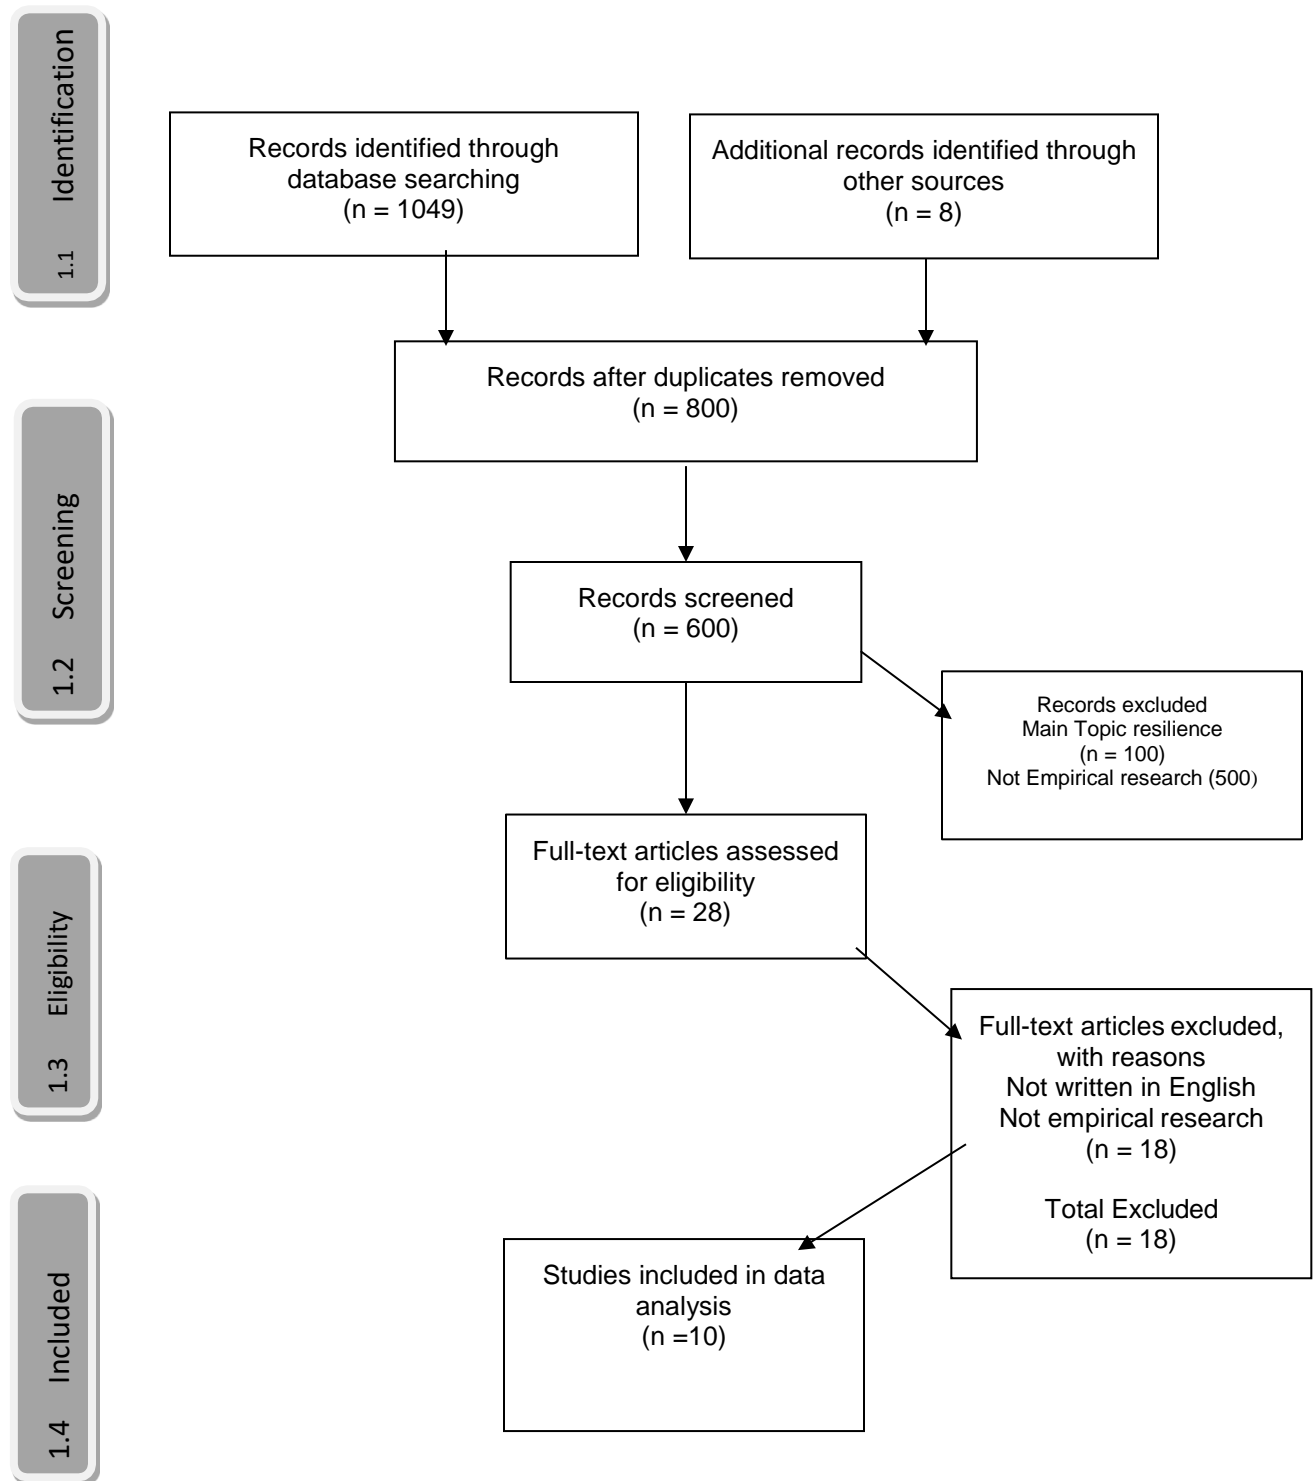 1.1 Identification
Records identified through
database searching
(n = 1049)
Additional records identified through
other sources
(n = 8)
Records after duplicates removed
(n = 800)
1.2 Screening
Records screened
(n = 600)
Records excluded
Main Topic resilience
(n = 100)
Not Empirical research (500)
1.3 Eligibility
Full-text articles assessed
for eligibility
(n = 28)
Full-text articles excluded,
with reasons
Not written in English
Not empirical research
(n = 18)
Total Excluded
(n = 18)
1.4 Included
Studies included in data
analysis
(n =10)